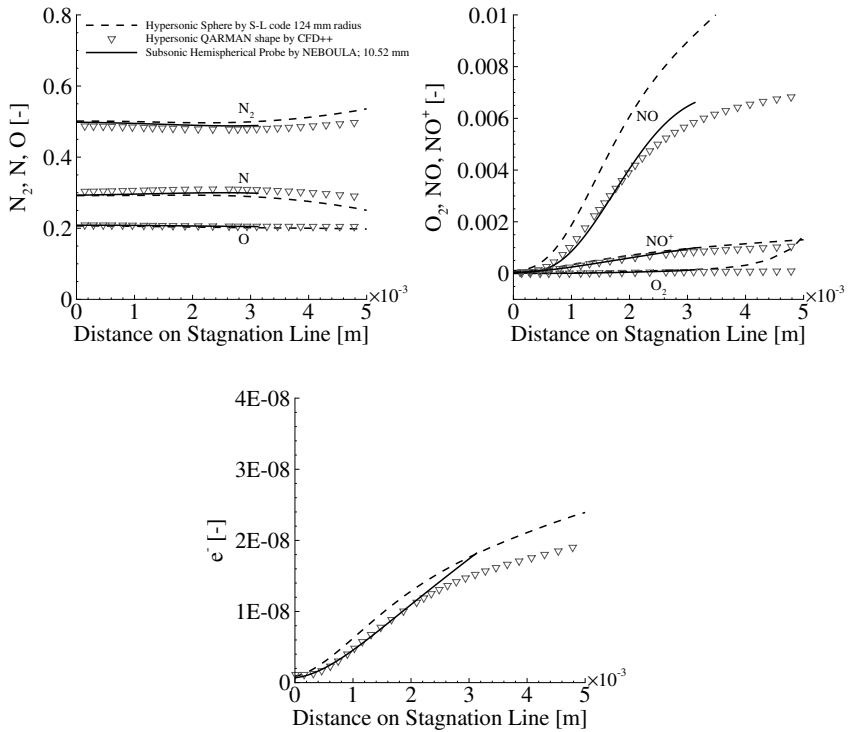 Hypersonic Sphere by S-L code 124 mm radius
Hypersonic QARMAN shape by CFD++
Subsonic Hemispherical Probe by NEBOULA; 10.52 mm
0.8
0.6
0.4
0.2
0
N₂, N, O [-]
N₂
N
O
0 1 2 3 4 5
×10⁻³
Distance on Stagnation Line [m]
0.01
0.008
0.006
0.004
0.002
0
O₂, NO, NO⁺ [-]
NO
NO⁺
O₂
0 1 2 3 4 5
×10⁻³
Distance on Stagnation Line [m]
4E-08
3E-08
2E-08
1E-08
0
e⁻ [-]
0 1 2 3 4 5
×10⁻³
Distance on Stagnation Line [m]